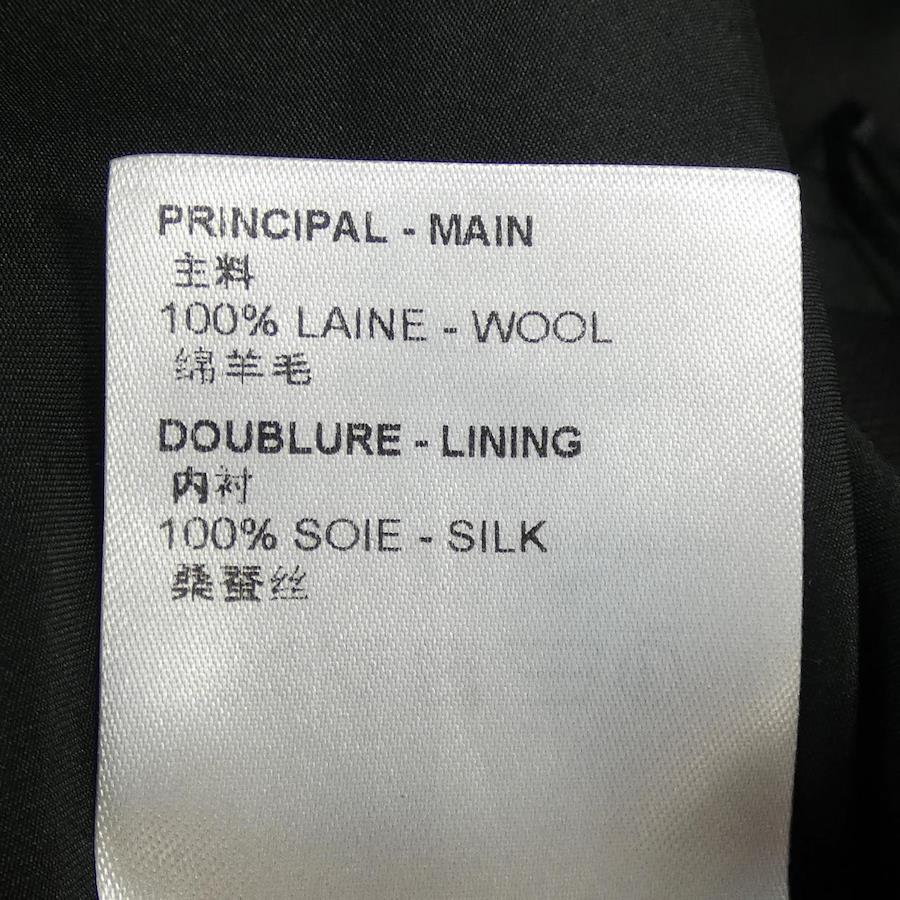 PRINCIPAL - MAIN
主料
100% LAINE - WOOL
绵羊毛
DOUBLURE - LINING
内衬
100% SOIE - SILK
桑蚕丝